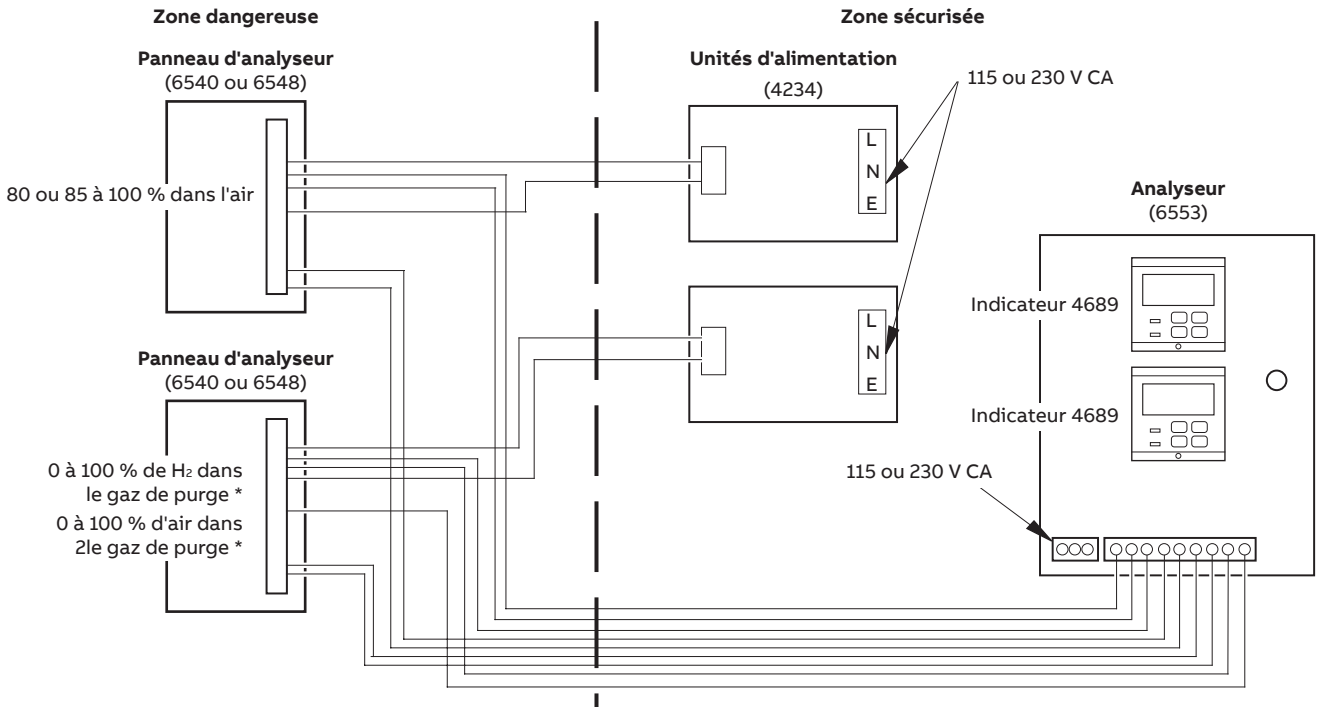 Zone dangereuse
Zone sécurisée
Panneau d'analyseur
(6540 ou 6548)
80 ou 85 à 100 % dans l'air
Unités d'alimentation
(4234)
115 ou 230 V CA
L
N
E
L
N
E
Analyseur
(6553)
Indicateur 4689
Indicateur 4689
115 ou 230 V CA
Panneau d'analyseur
(6540 ou 6548)
0 à 100 % de H₂ dans
le gaz de purge *
0 à 100 % d'air dans
2le gaz de purge *